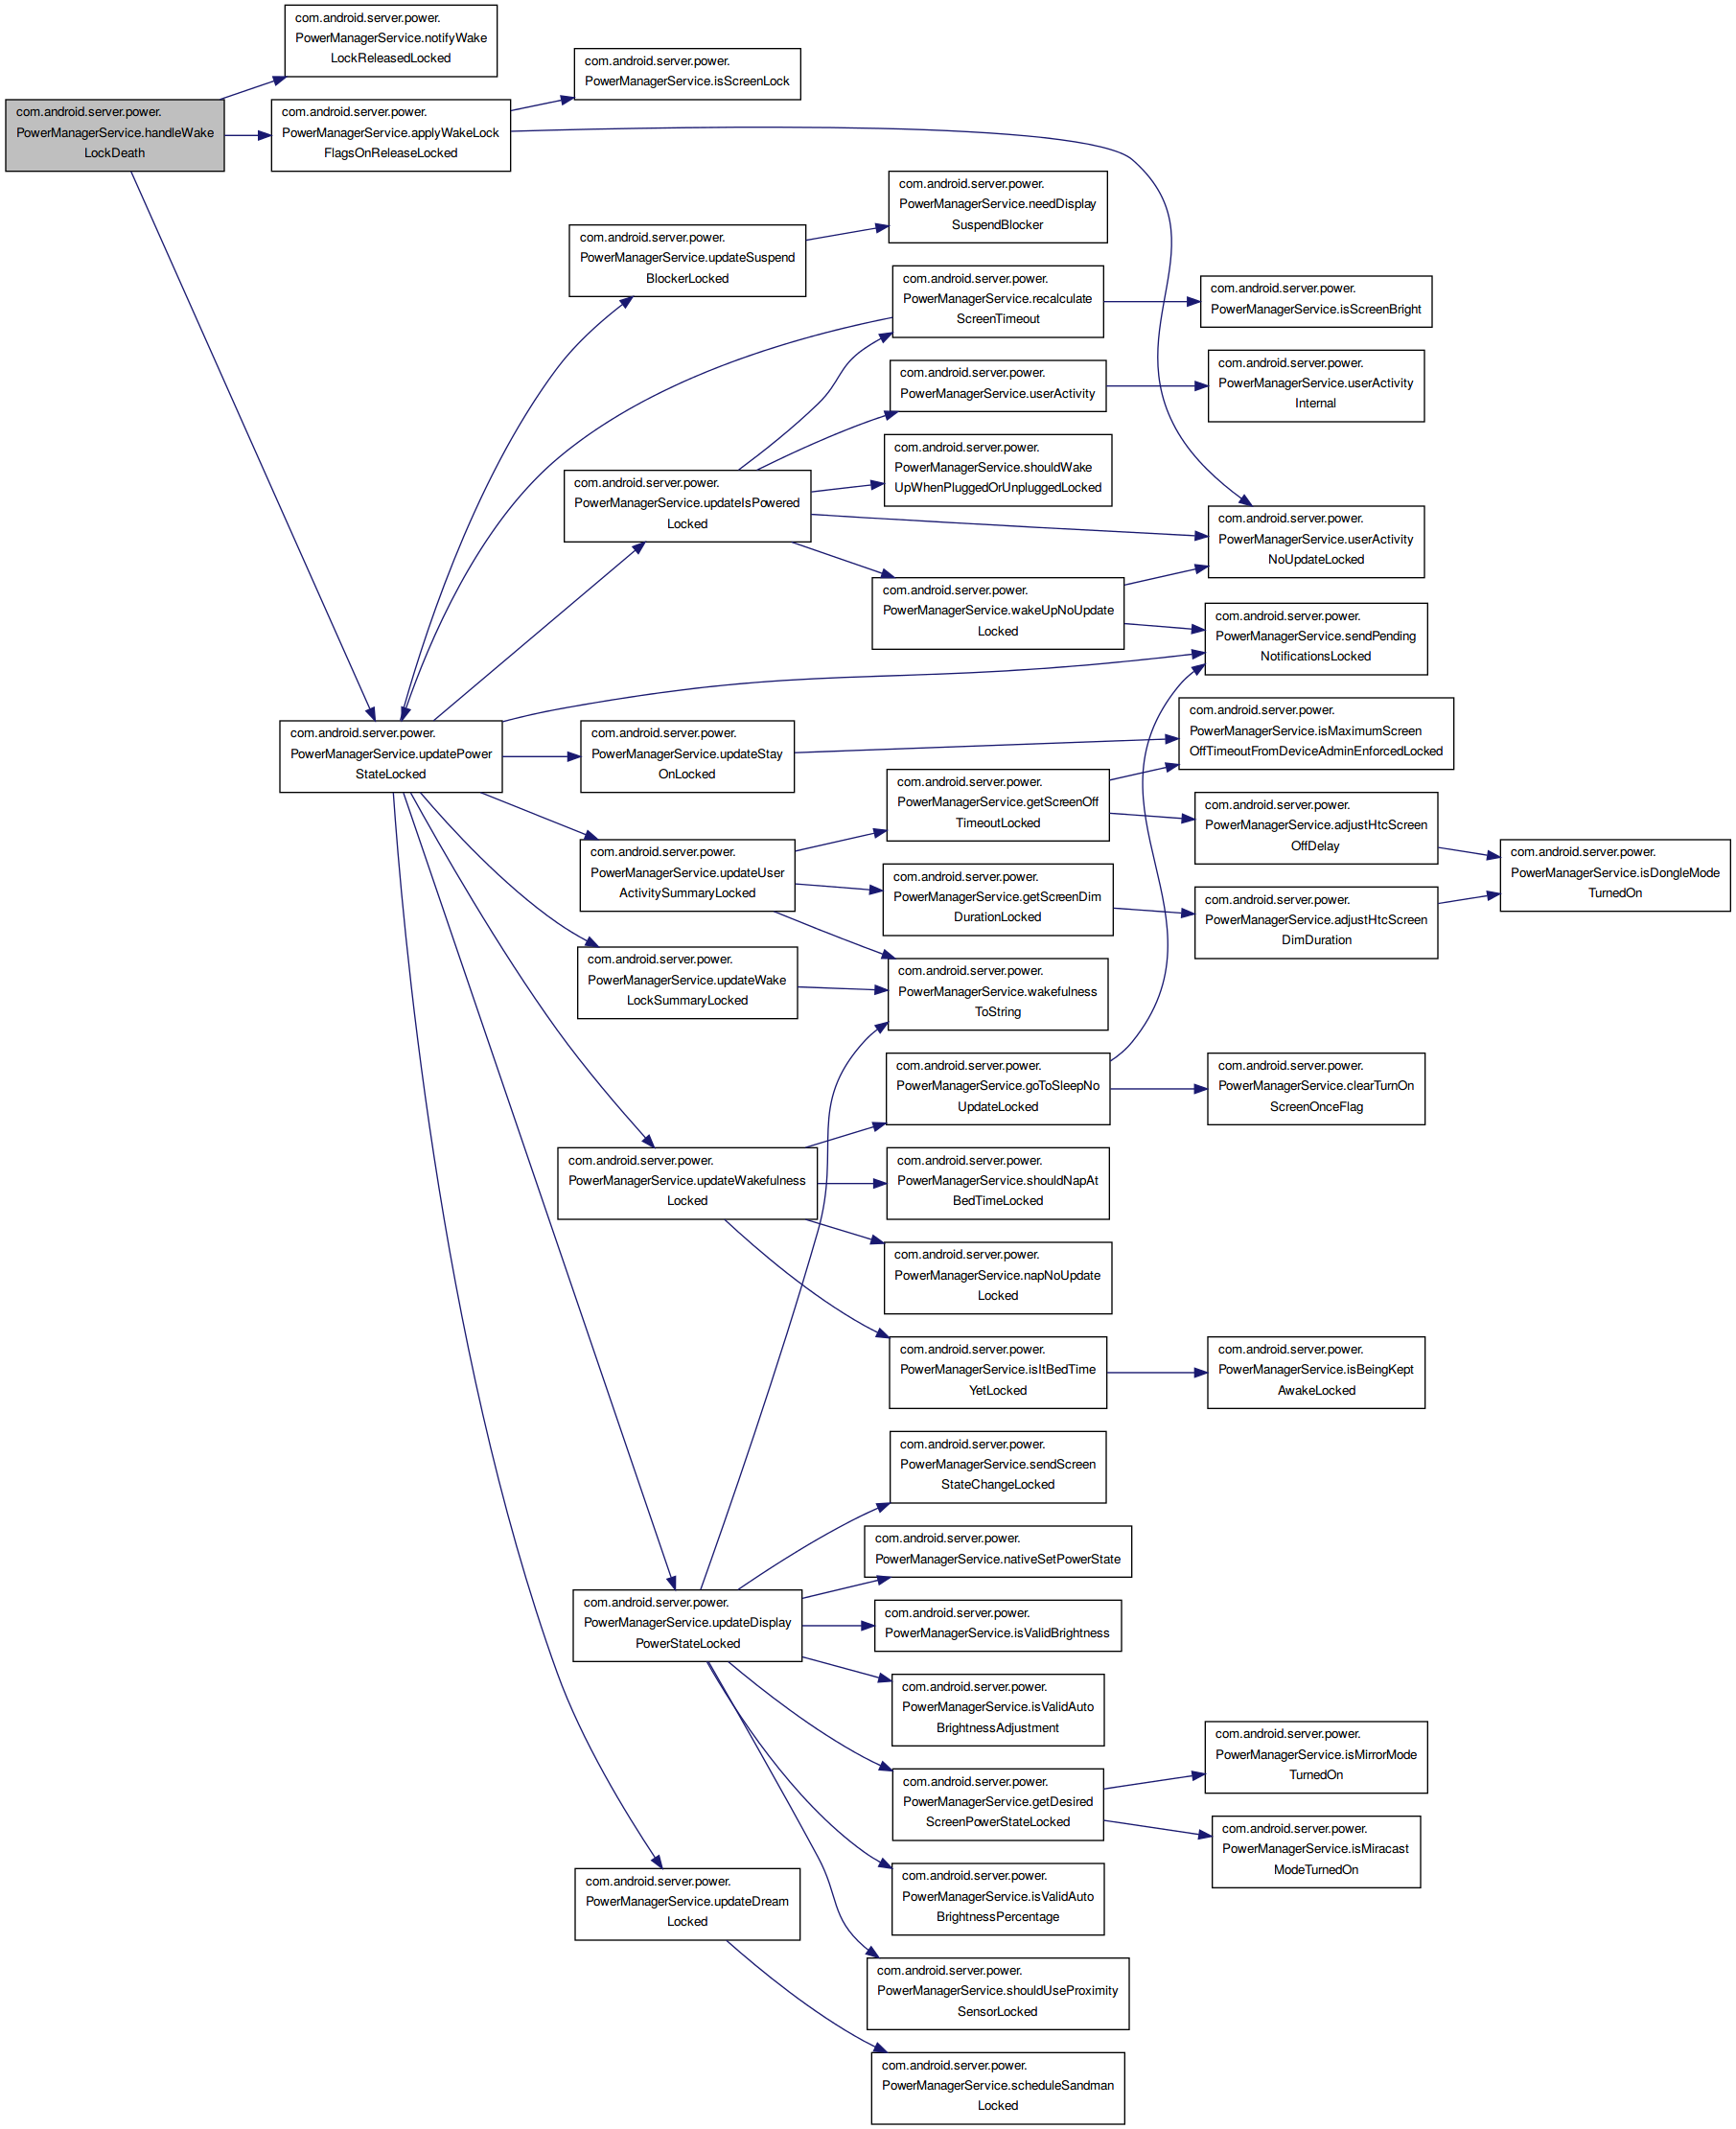 com.android.server.power.
PowerManagerService.notifyWake
LockReleasedLocked
com.android.server.power.
PowerManagerService.isScreenLock
com.android.server.power.
PowerManagerService.handleWake
LockDeath
com.android.server.power.
PowerManagerService.applyWakeLock
FlagsOnReleaseLocked
com.android.server.power.
PowerManagerService.needDisplay
SuspendBlocker
com.android.server.power.
PowerManagerService.updateSuspend
BlockerLocked
com.android.server.power.
PowerManagerService.recalculate
ScreenTimeout
com.android.server.power.
PowerManagerService.isScreenBright
com.android.server.power.
PowerManagerService.userActivity
com.android.server.power.
PowerManagerService.userActivity
Internal
com.android.server.power.
PowerManagerService.shouldWake
UpWhenPluggedOrUnpluggedLocked
com.android.server.power.
PowerManagerService.updateIsPowered
Locked
com.android.server.power.
PowerManagerService.userActivity
NoUpdateLocked
com.android.server.power.
PowerManagerService.wakeUpNoUpdate
Locked
com.android.server.power.
PowerManagerService.sendPending
NotificationsLocked
com.android.server.power.
PowerManagerService.isMaximumScreen
OffTimeoutFromDeviceAdminEnforcedLocked
com.android.server.power.
PowerManagerService.updatePower
StateLocked
com.android.server.power.
PowerManagerService.updateStay
OnLocked
com.android.server.power.
PowerManagerService.getScreenOff
TimeoutLocked
com.android.server.power.
PowerManagerService.adjustHtcScreen
OffDelay
com.android.server.power.
PowerManagerService.updateUser
ActivitySummaryLocked
com.android.server.power.
PowerManagerService.isDongleMode
TurnedOn
com.android.server.power.
PowerManagerService.getScreenDim
DurationLocked
com.android.server.power.
PowerManagerService.adjustHtcScreen
DimDuration
com.android.server.power.
PowerManagerService.updateWake
LockSummaryLocked
com.android.server.power.
PowerManagerService.wakefulness
ToString
com.android.server.power.
PowerManagerService.goToSleepNo
UpdateLocked
com.android.server.power.
PowerManagerService.clearTurnOn
ScreenOnceFlag
com.android.server.power.
PowerManagerService.updateWakefulness
Locked
com.android.server.power.
PowerManagerService.shouldNapAt
BedTimeLocked
com.android.server.power.
PowerManagerService.napNoUpdate
Locked
com.android.server.power.
PowerManagerService.isItBedTime
YetLocked
com.android.server.power.
PowerManagerService.isBeingKept
AwakeLocked
com.android.server.power.
PowerManagerService.sendScreen
StateChangeLocked
com.android.server.power.
PowerManagerService.nativeSetPowerState
com.android.server.power.
PowerManagerService.updateDisplay
PowerStateLocked
com.android.server.power.
PowerManagerService.isValidBrightness
com.android.server.power.
PowerManagerService.isValidAuto
BrightnessAdjustment
com.android.server.power.
PowerManagerService.isMirrorMode
TurnedOn
com.android.server.power.
PowerManagerService.getDesired
ScreenPowerStateLocked
com.android.server.power.
PowerManagerService.isMiracast
ModeTurnedOn
com.android.server.power.
PowerManagerService.updateDream
Locked
com.android.server.power.
PowerManagerService.isValidAuto
BrightnessPercentage
com.android.server.power.
PowerManagerService.shouldUseProximity
SensorLocked
com.android.server.power.
PowerManagerService.scheduleSandman
Locked